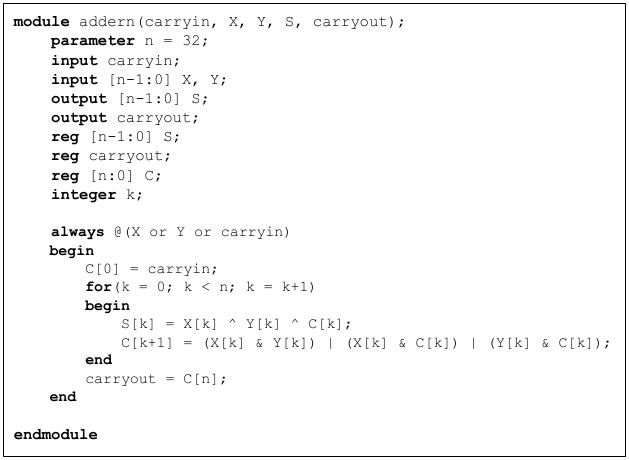 module addern(carryin, X, Y, S, carryout);
    parameter n = 32;
    input carryin;
    input [n-1:0] X, Y;
    output [n-1:0] S;
    output carryout;
    reg [n-1:0] S;
    reg carryout;
    reg [n:0] C;
    integer k;

    always @(X or Y or carryin)
    begin
        C[0] = carryin;
        for(k = 0; k < n; k = k+1)
        begin
            S[k] = X[k] ^ Y[k] ^ C[k];
            C[k+1] = (X[k] & Y[k]) | (X[k] & C[k]) | (Y[k] & C[k]);
        end
        carryout = C[n];
    end

endmodule